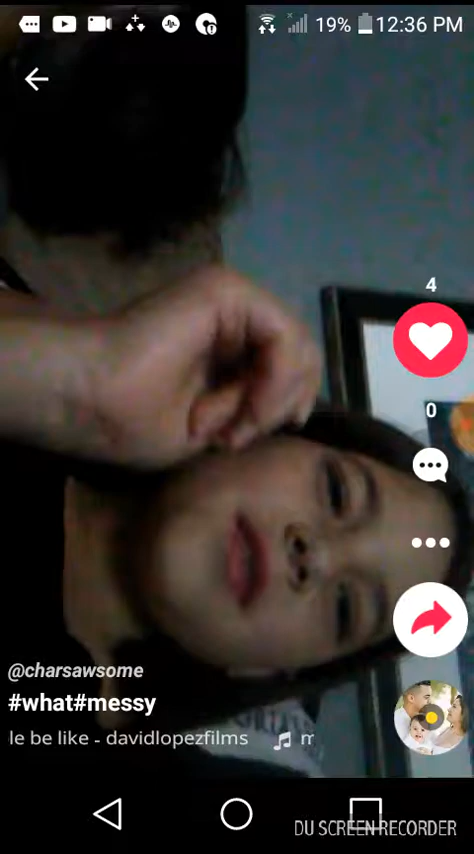 19% 12:36 PM
4
0
@charsawsome
#what#messy
le be like - davidlopezfilms
DU SCREEN RECORDER